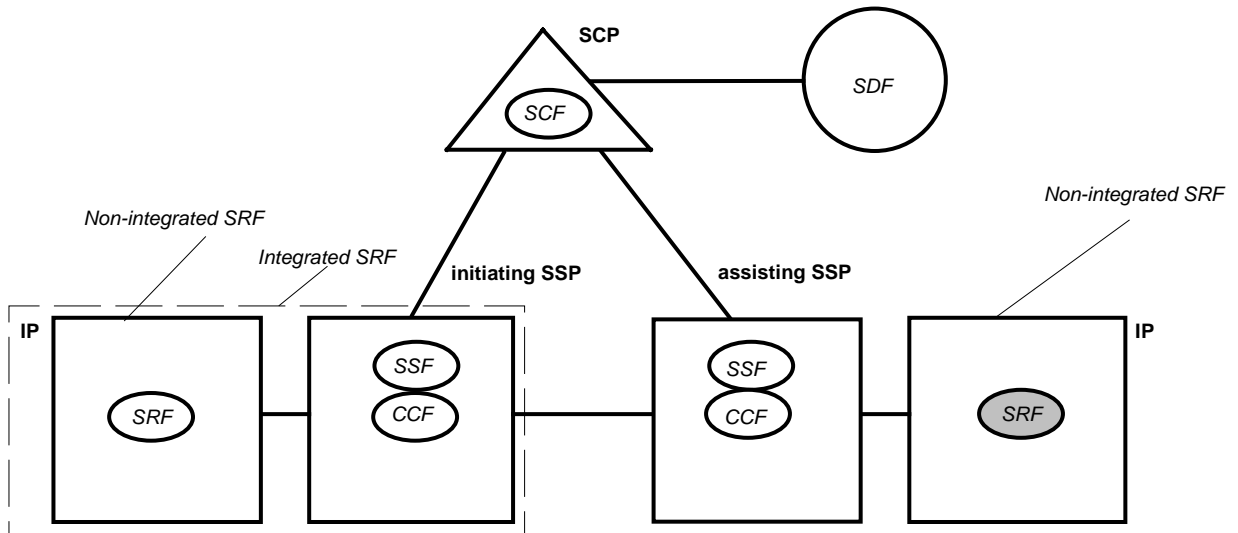 SCP
SDF
SCF
Non-integrated SRF
Non-integrated SRF
Integrated SRF
initiating SSP
assisting SSP
IP
IP
SSF
SSF
SRF
CCF
CCF
SRF